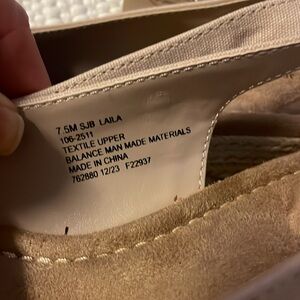 7.5M SJB LAILA
106-2511
TEXTILE UPPER
BALANCE MAN MADE MATERIALS
MADE IN CHINA
762880 12/23 F22937